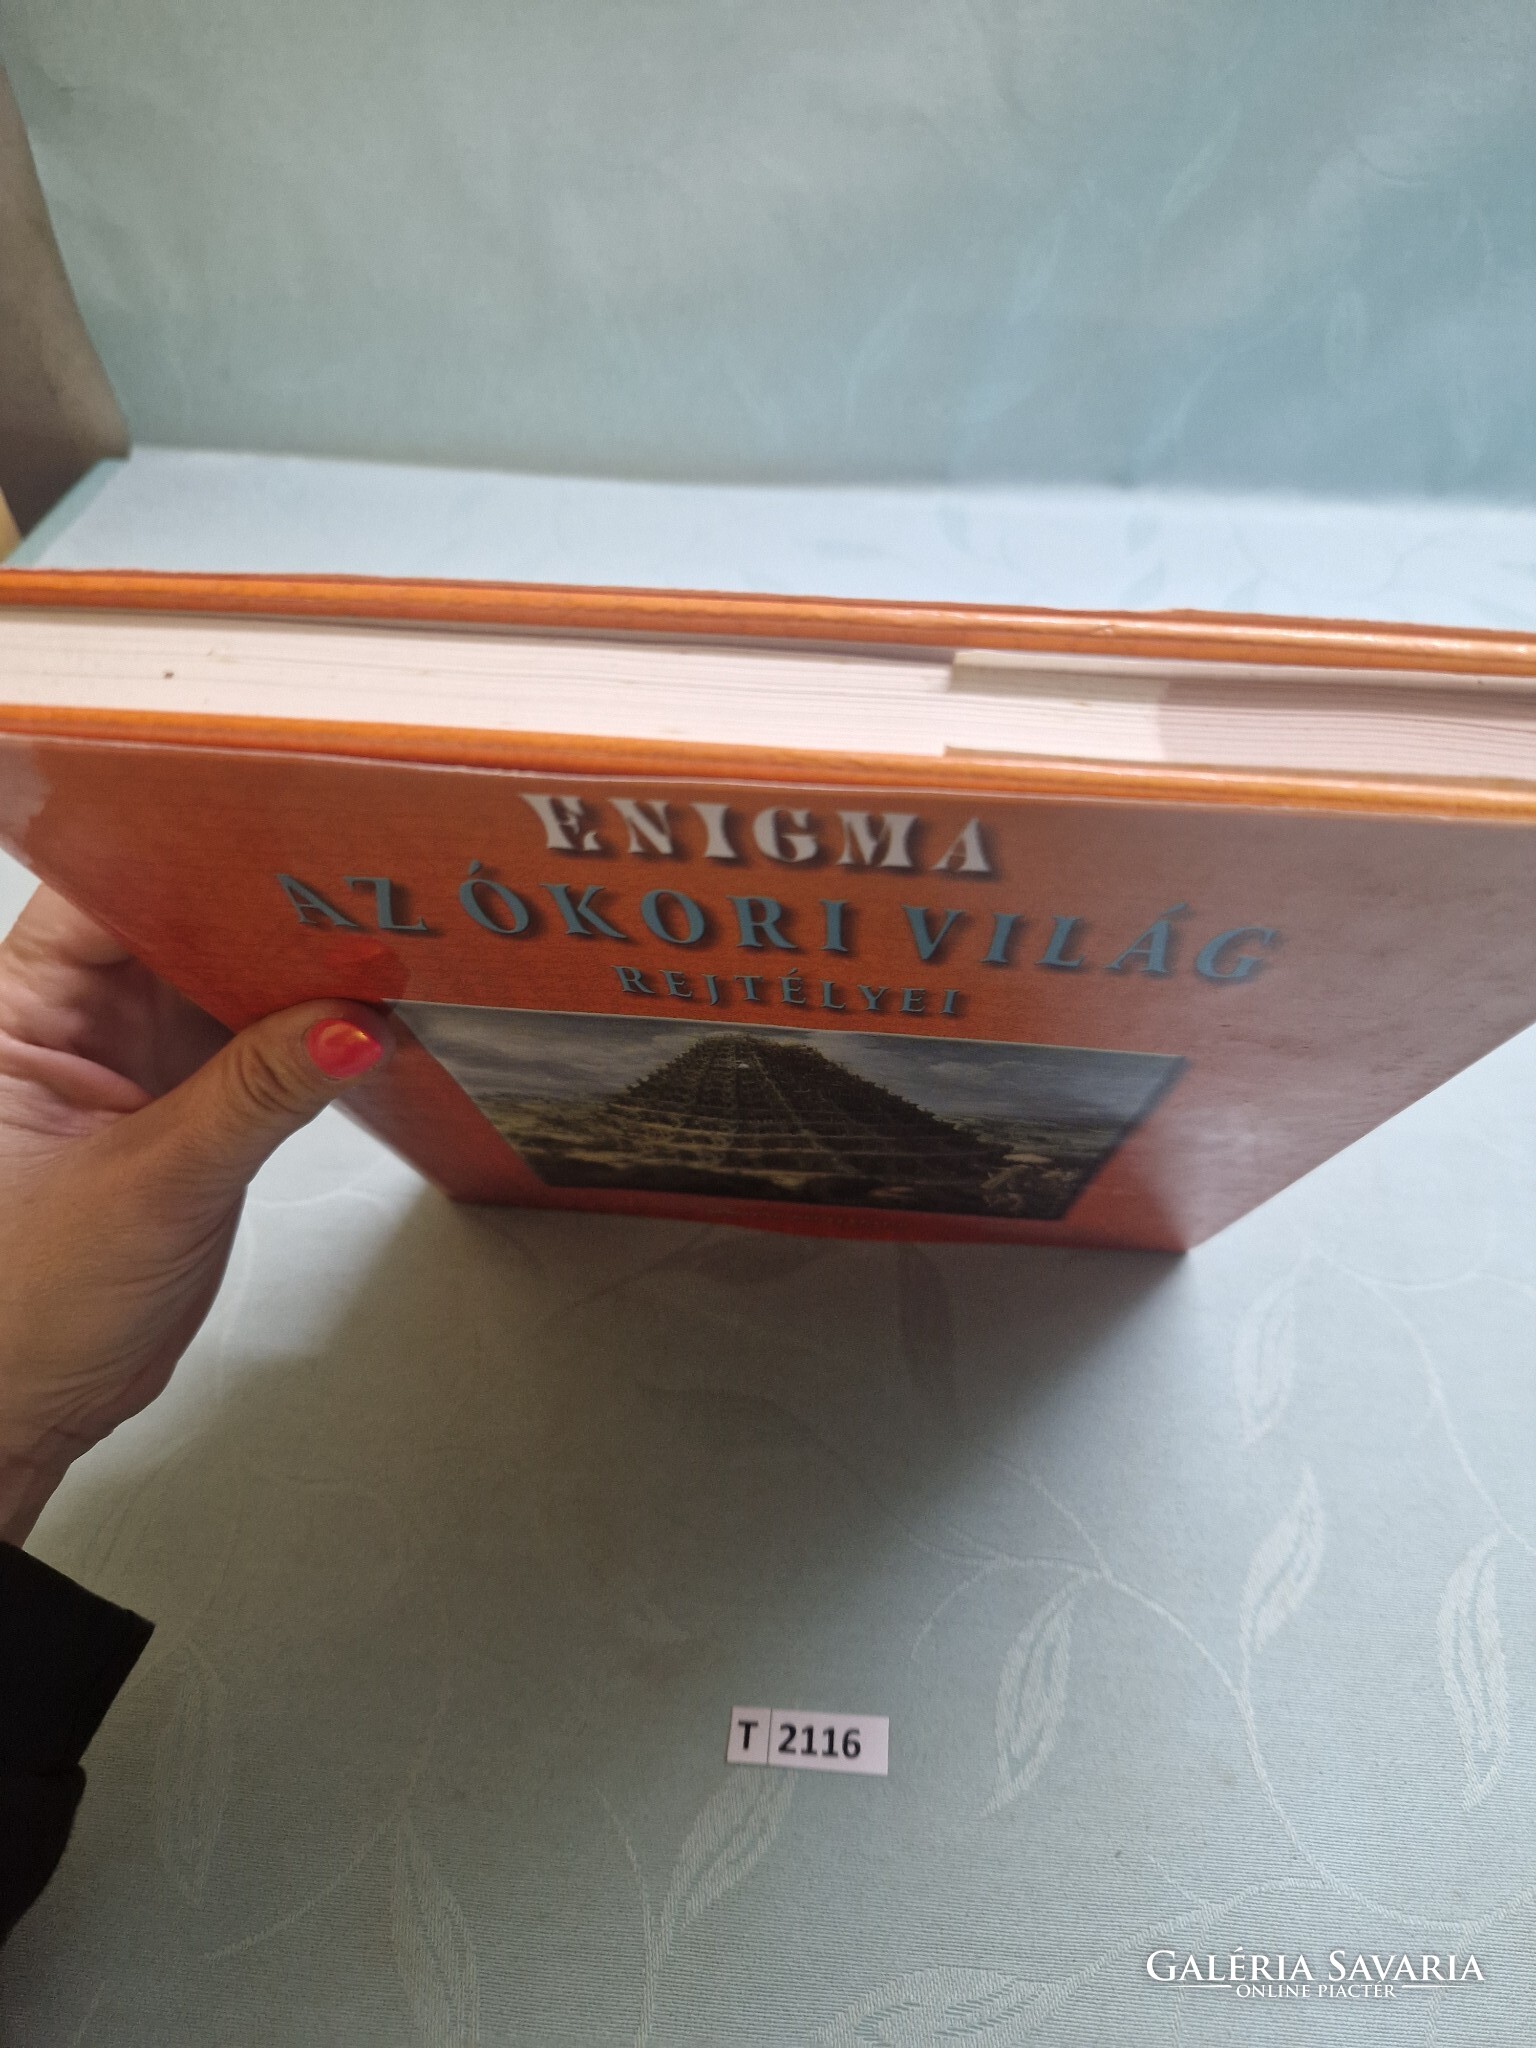 ENIGMA
AZ ÓKORI VILÁG
REJTÉLYEI
T 2116
GALÉRIA SAVARIA
ONLINE PIACTÉR